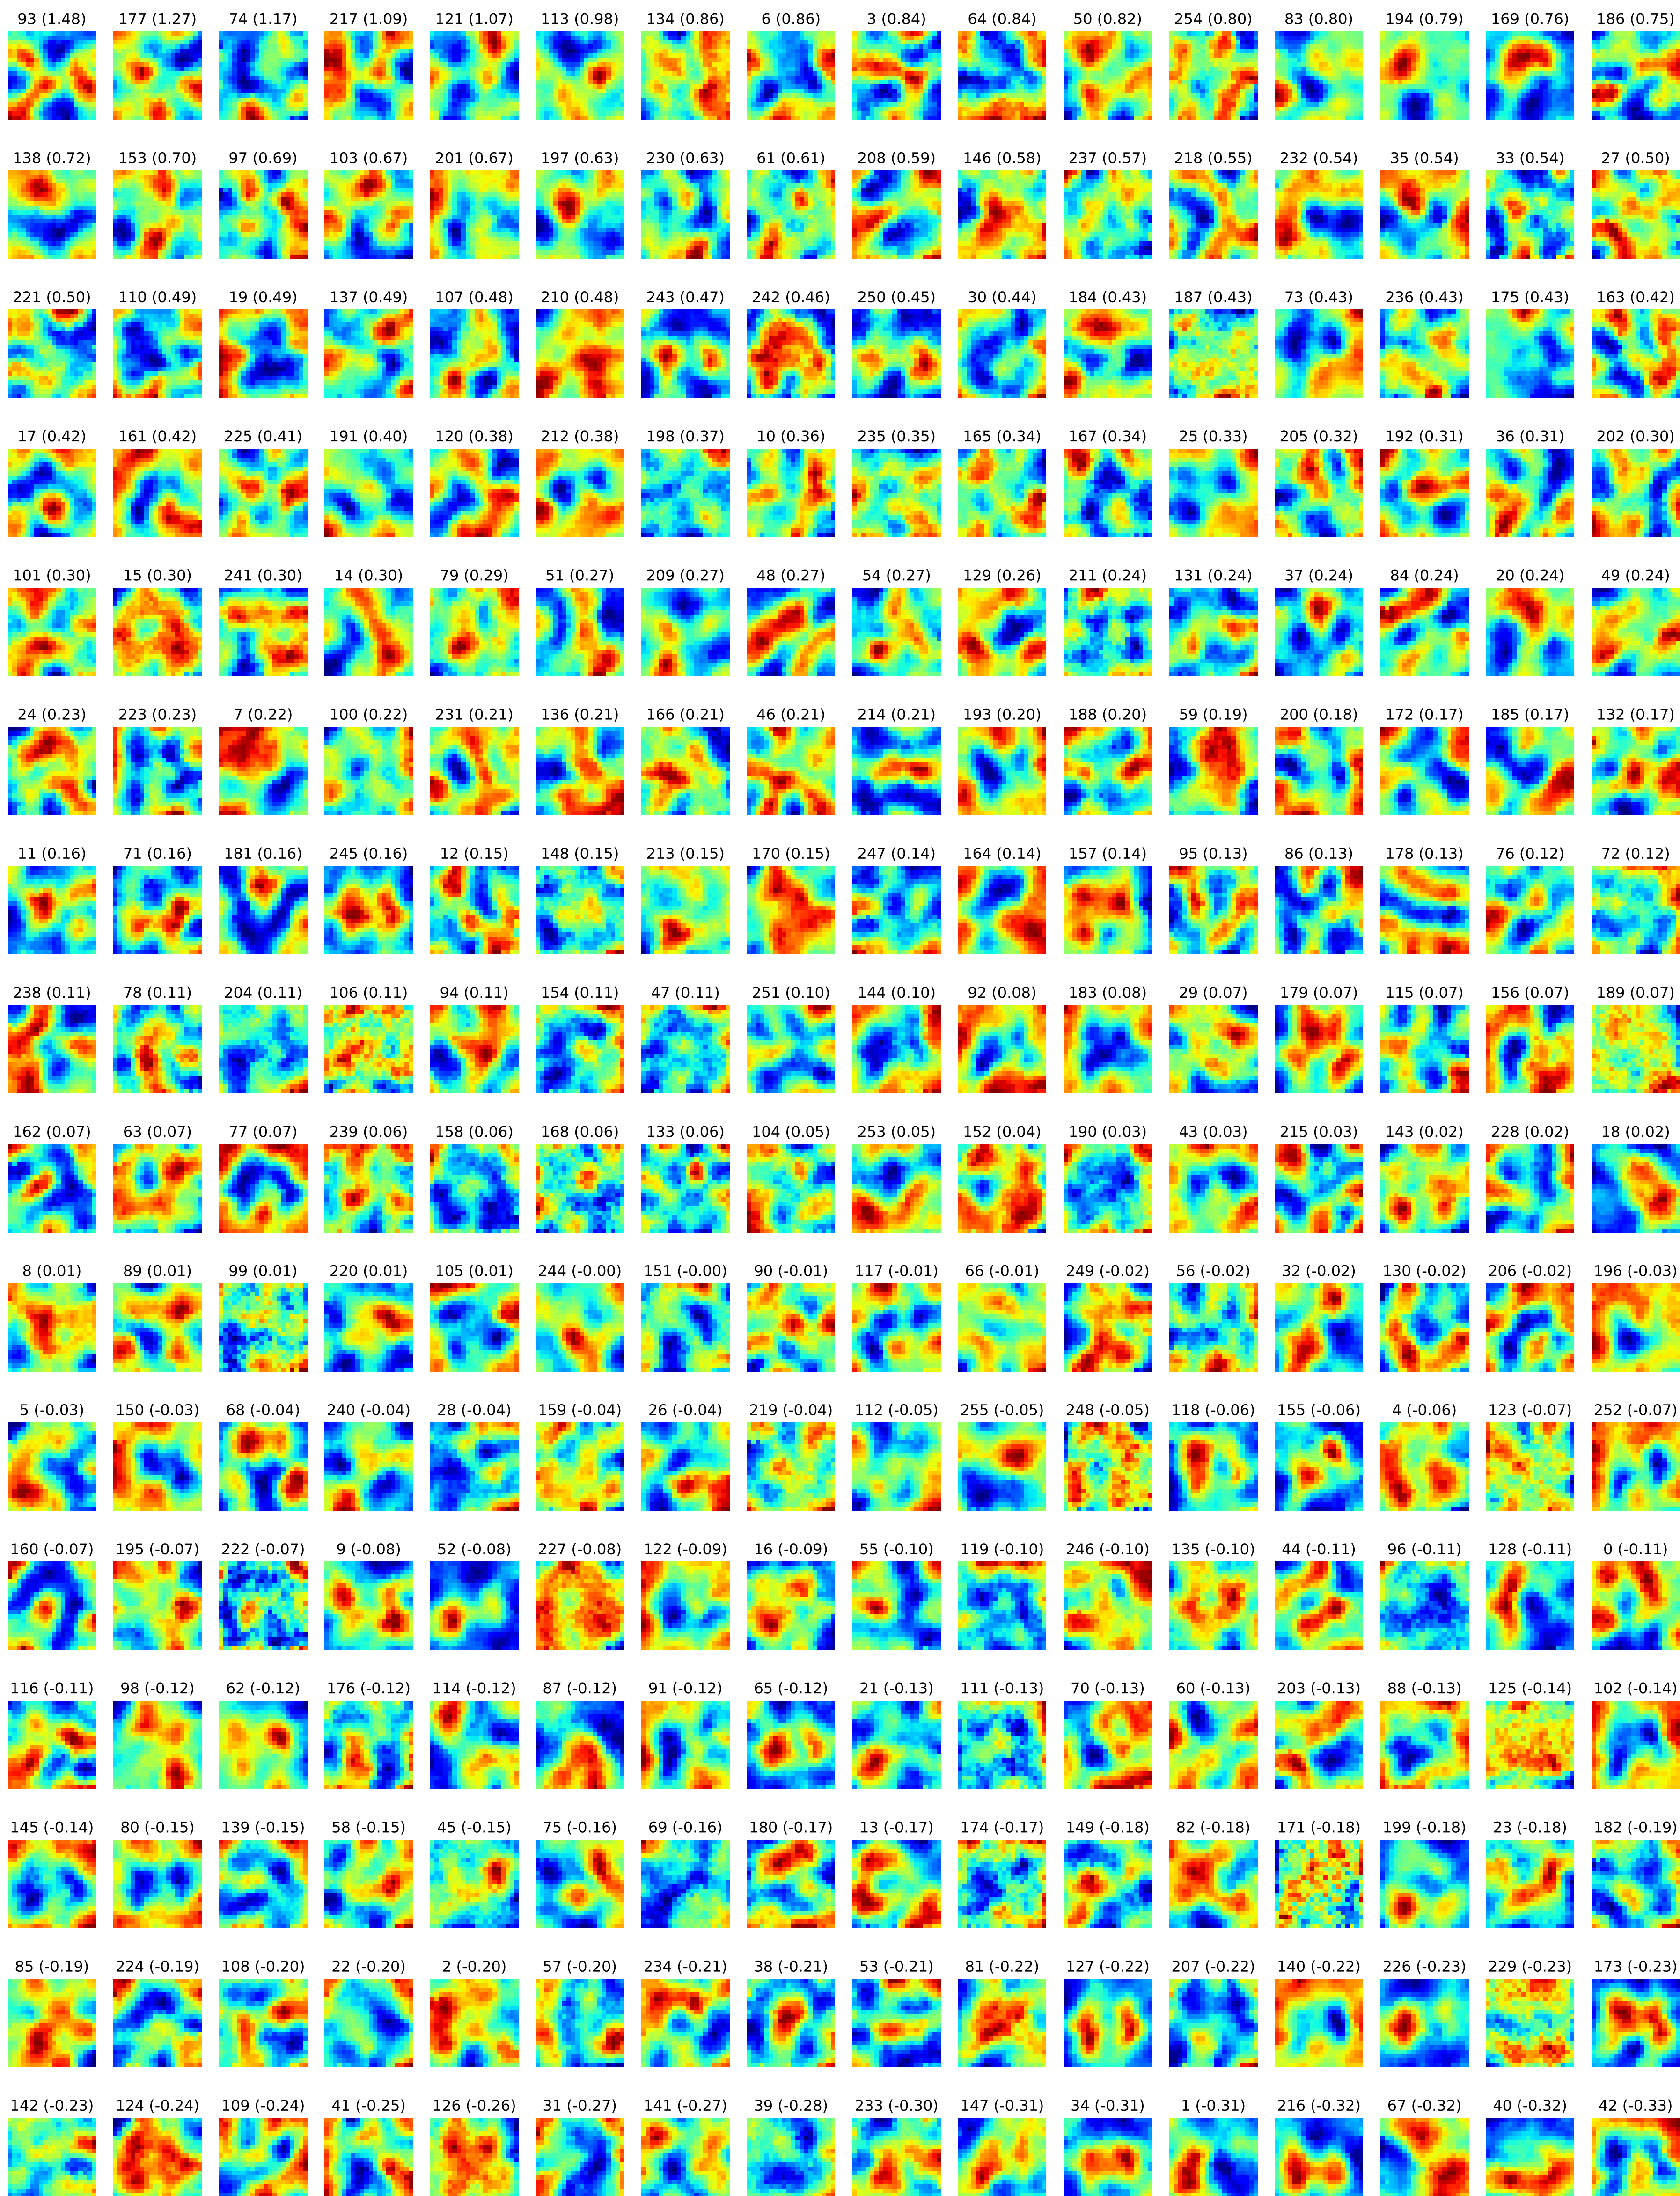 93 (1.48) 177 (1.27) 74 (1.17) 217 (1.09) 121 (1.07) 113 (0.98) 134 (0.86) 6 (0.86) 3 (0.84) 64 (0.84) 50 (0.82) 254 (0.80) 83 (0.80) 194 (0.79) 169 (0.76) 186 (0.75)
138 (0.72) 153 (0.70) 97 (0.69) 103 (0.67) 201 (0.67) 197 (0.63) 230 (0.63) 61 (0.61) 208 (0.59) 146 (0.58) 237 (0.57) 218 (0.55) 232 (0.54) 35 (0.54) 33 (0.54) 27 (0.50)
221 (0.50) 110 (0.49) 19 (0.49) 137 (0.49) 107 (0.48) 210 (0.48) 243 (0.47) 242 (0.46) 250 (0.45) 30 (0.44) 184 (0.43) 187 (0.43) 73 (0.43) 236 (0.43) 175 (0.43) 163 (0.42)
17 (0.42) 161 (0.42) 225 (0.41) 191 (0.40) 120 (0.38) 212 (0.38) 198 (0.37) 10 (0.36) 235 (0.35) 165 (0.34) 167 (0.34) 25 (0.33) 205 (0.32) 192 (0.31) 36 (0.31) 202 (0.30)
101 (0.30) 15 (0.30) 241 (0.30) 14 (0.30) 79 (0.29) 51 (0.27) 209 (0.27) 48 (0.27) 54 (0.27) 129 (0.26) 211 (0.24) 131 (0.24) 37 (0.24) 84 (0.24) 20 (0.24) 49 (0.24)
24 (0.23) 223 (0.23) 7 (0.22) 100 (0.22) 231 (0.21) 136 (0.21) 166 (0.21) 46 (0.21) 214 (0.21) 193 (0.20) 188 (0.20) 59 (0.19) 200 (0.18) 172 (0.17) 185 (0.17) 132 (0.17)
11 (0.16) 71 (0.16) 181 (0.16) 245 (0.16) 12 (0.15) 148 (0.15) 213 (0.15) 170 (0.15) 247 (0.14) 164 (0.14) 157 (0.14) 95 (0.13) 86 (0.13) 178 (0.13) 76 (0.12) 72 (0.12)
238 (0.11) 78 (0.11) 204 (0.11) 106 (0.11) 94 (0.11) 154 (0.11) 47 (0.11) 251 (0.10) 144 (0.10) 92 (0.08) 183 (0.08) 29 (0.07) 179 (0.07) 115 (0.07) 156 (0.07) 189 (0.07)
162 (0.07) 63 (0.07) 77 (0.07) 239 (0.06) 158 (0.06) 168 (0.06) 133 (0.06) 104 (0.05) 253 (0.05) 152 (0.04) 190 (0.03) 43 (0.03) 215 (0.03) 143 (0.02) 228 (0.02) 18 (0.02)
8 (0.01) 89 (0.01) 99 (0.01) 220 (0.01) 105 (0.01) 244 (-0.00) 151 (-0.00) 90 (-0.01) 117 (-0.01) 66 (-0.01) 249 (-0.02) 56 (-0.02) 32 (-0.02) 130 (-0.02) 206 (-0.02) 196 (-0.03)
5 (-0.03) 150 (-0.03) 68 (-0.04) 240 (-0.04) 28 (-0.04) 159 (-0.04) 26 (-0.04) 219 (-0.04) 112 (-0.05) 255 (-0.05) 248 (-0.05) 118 (-0.06) 155 (-0.06) 4 (-0.06) 123 (-0.07) 252 (-0.07)
160 (-0.07) 195 (-0.07) 222 (-0.07) 9 (-0.08) 52 (-0.08) 227 (-0.08) 122 (-0.09) 16 (-0.09) 55 (-0.10) 119 (-0.10) 246 (-0.10) 135 (-0.10) 44 (-0.11) 96 (-0.11) 128 (-0.11) 0 (-0.11)
116 (-0.11) 98 (-0.12) 62 (-0.12) 176 (-0.12) 114 (-0.12) 87 (-0.12) 91 (-0.12) 65 (-0.12) 21 (-0.13) 111 (-0.13) 70 (-0.13) 60 (-0.13) 203 (-0.13) 88 (-0.13) 125 (-0.14) 102 (-0.14)
145 (-0.14) 80 (-0.15) 139 (-0.15) 58 (-0.15) 45 (-0.15) 75 (-0.16) 69 (-0.16) 180 (-0.17) 13 (-0.17) 174 (-0.17) 149 (-0.18) 82 (-0.18) 171 (-0.18) 199 (-0.18) 23 (-0.18) 182 (-0.19)
85 (-0.19) 224 (-0.19) 108 (-0.20) 22 (-0.20) 2 (-0.20) 57 (-0.20) 234 (-0.21) 38 (-0.21) 53 (-0.21) 81 (-0.22) 127 (-0.22) 207 (-0.22) 140 (-0.22) 226 (-0.23) 229 (-0.23) 173 (-0.23)
142 (-0.23) 124 (-0.24) 109 (-0.24) 41 (-0.25) 126 (-0.26) 31 (-0.27) 141 (-0.27) 39 (-0.28) 233 (-0.30) 147 (-0.31) 34 (-0.31) 1 (-0.31) 216 (-0.32) 67 (-0.32) 40 (-0.32) 42 (-0.33)